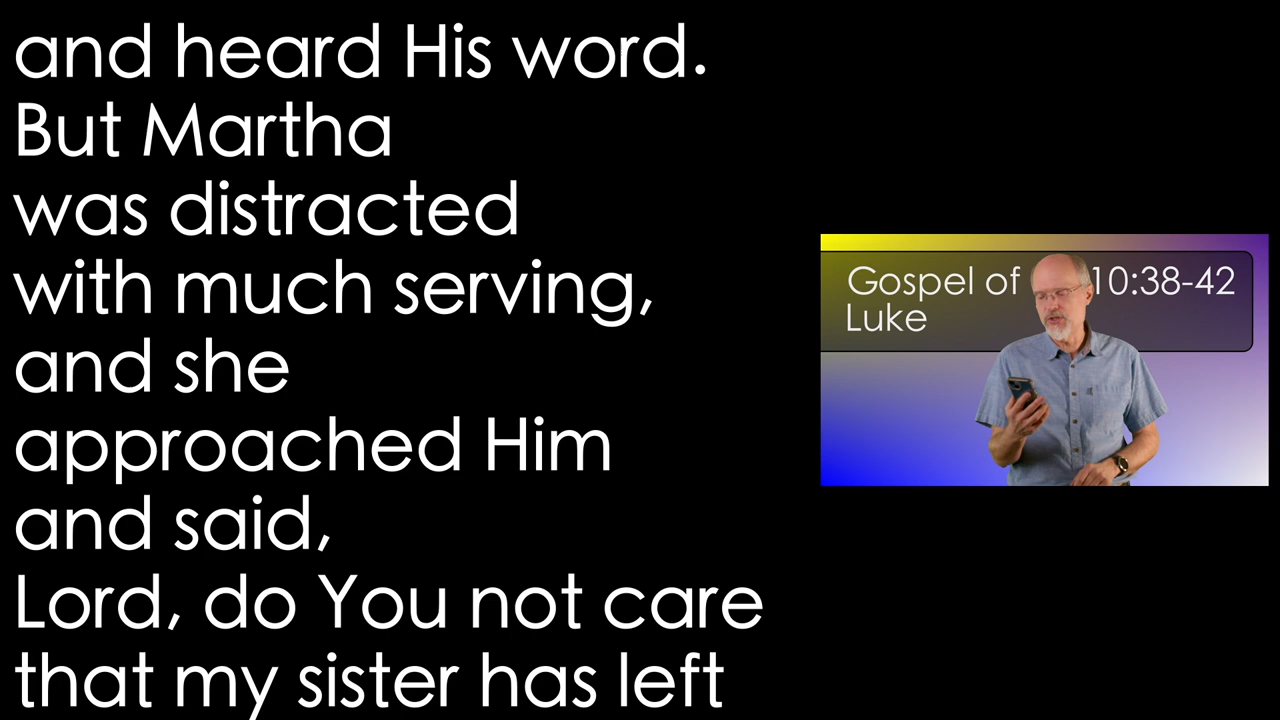 and heard His word.
But Martha
was distracted
with much serving,
and she
approached Him
and said,
Lord, do You not care
that my sister has left
Gospel of 10:38-42
Luke